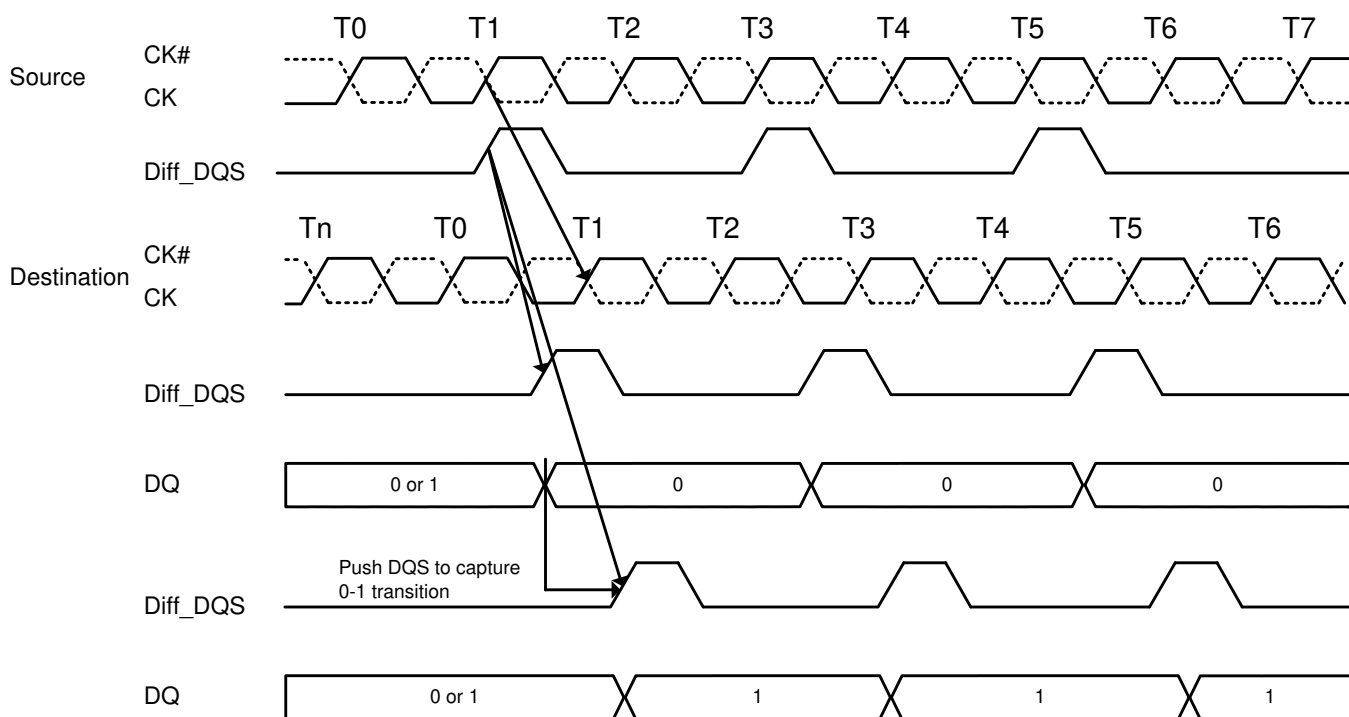 T0 T1 T2 T3 T4 T5 T6 T7
CK#
Source
CK
Diff_DQS
Tn T0 T1 T2 T3 T4 T5 T6
CK#
Destination
CK
Diff_DQS
DQ 0 or 1 0 0 0
Push DQS to capture
0-1 transition
Diff_DQS
DQ 0 or 1 1 1 1